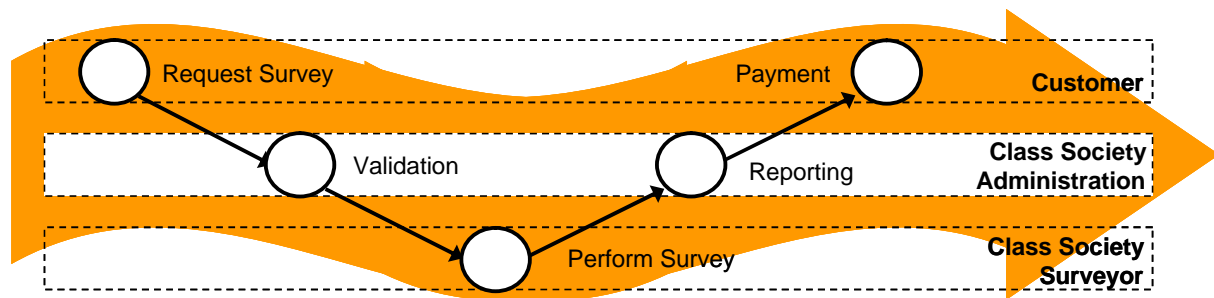 Request Survey
Payment
Customer
Validation
Reporting
Class Society
Administration
Perform Survey
Class Society
Surveyor